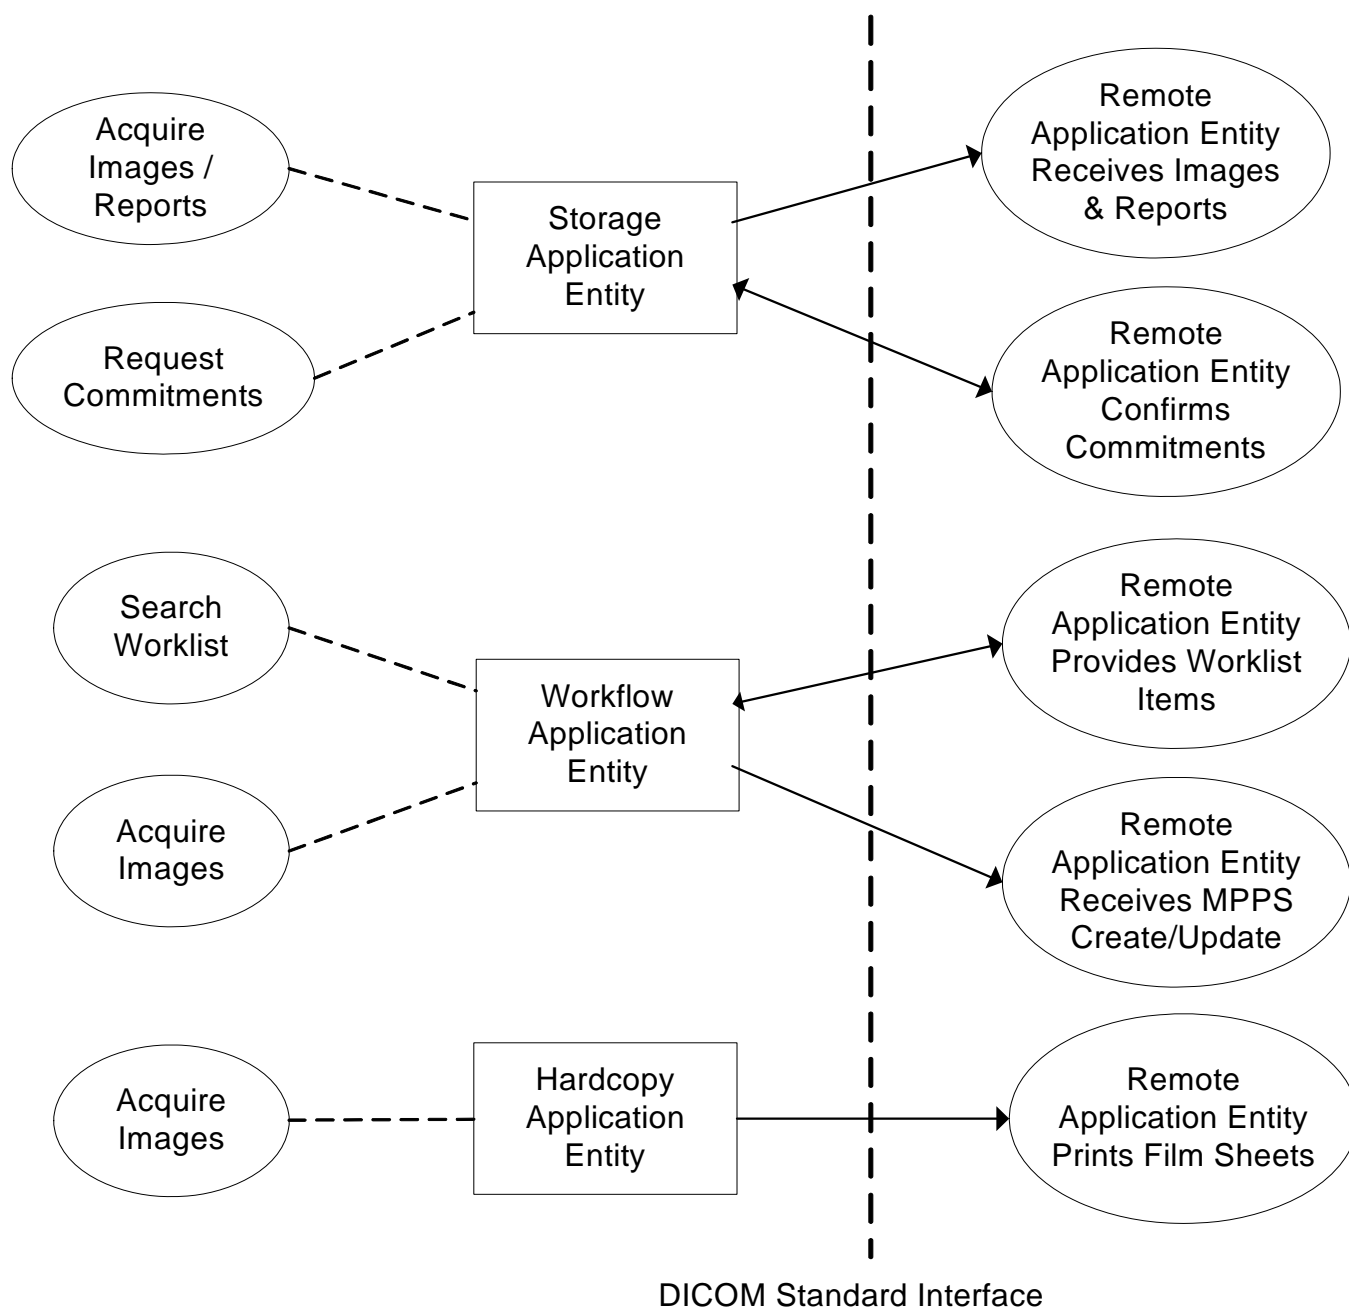 Acquire
Images /
Reports
Request
Commitments
Storage
Application
Entity
Remote
Application Entity
Receives Images
& Reports
Remote
Application Entity
Confirms
Commitments
Search
Worklist
Acquire
Images
Workflow
Application
Entity
Remote
Application Entity
Provides Worklist
Items
Remote
Application Entity
Receives MPPS
Create/Update
Acquire
Images
Hardcopy
Application
Entity
Remote
Application Entity
Prints Film Sheets
DICOM Standard Interface